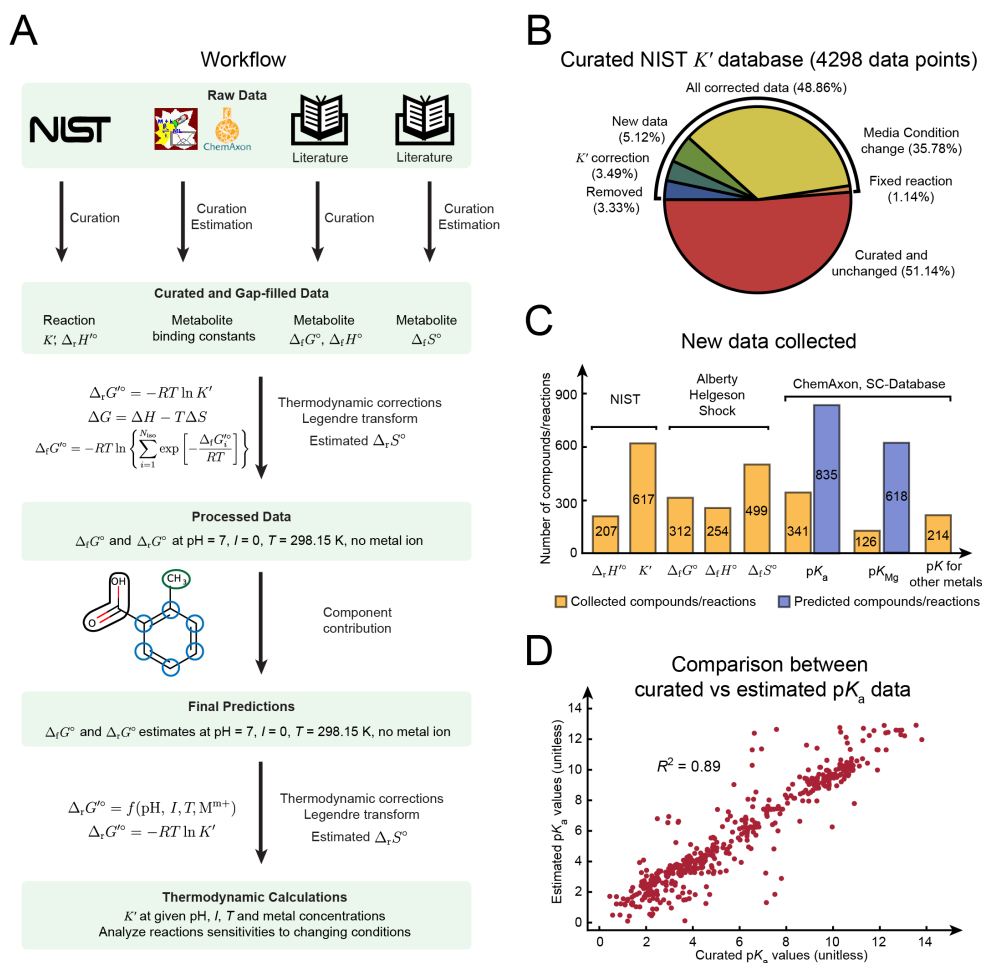 A
Workflow
Raw Data
NIST
ChemAxon
Literature
Literature
Curation
Curation
Estimation
Curation
Curation
Estimation
Curated and Gap-filled Data
Reaction
K′, ΔrH′°
Metabolite
binding constants
Metabolite
ΔfG°, ΔfH°
Metabolite
ΔfS°
ΔrG′° = −RT ln K′
ΔG = ΔH − TΔS
ΔfG′° = −RT ln { ∑ i=1 Niso exp [ − ΔfG′°i / RT ] }
Thermodynamic corrections
Legendre transform
Estimated ΔrS°
Processed Data
ΔfG° and ΔrG° at pH = 7, I = 0, T = 298.15 K, no metal ion
OH
O
CH3
Component
contribution
Final Predictions
ΔfG° and ΔrG° estimates at pH = 7, I = 0, T = 298.15 K, no metal ion
ΔrG′° = f(pH, I, T, Mm+)
ΔrG′° = −RT ln K′
Thermodynamic corrections
Legendre transform
Estimated ΔrS°
Thermodynamic Calculations
K′ at given pH, I, T and metal concentrations
Analyze reactions sensitivities to changing conditions
B
Curated NIST K′ database (4298 data points)
All corrected data (48.86%)
New data
(5.12%)
K′ correction
(3.49%)
Removed
(3.33%)
Media Condition
change (35.78%)
Fixed reaction
(1.14%)
Curated and
unchanged (51.14%)
C
New data collected
Number of compounds/reactions
900
600
300
0
NIST
Alberty
Helgeson
Shock
ChemAxon, SC-Database
207
617
312
254
499
341
835
126
618
214
ΔrH′°
K′
ΔfG°
ΔfH°
ΔfS°
pKa
pKMg
pK for
other metals
Collected compounds/reactions
Predicted compounds/reactions
D
Comparison between
curated vs estimated pKa data
Estimated pKa values (unitless)
14
12
10
8
6
4
2
0
R2 = 0.89
0 2 4 6 8 10 12 14
Curated pKa values (unitless)